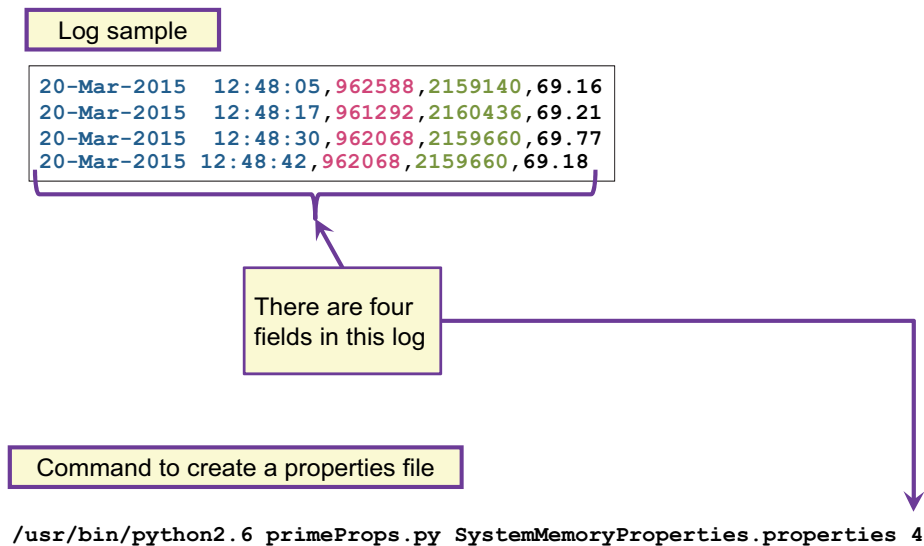 Log sample
20-Mar-2015  12:48:05,962588,2159140,69.16
20-Mar-2015  12:48:17,961292,2160436,69.21
20-Mar-2015  12:48:30,962068,2159660,69.77
20-Mar-2015 12:48:42,962068,2159660,69.18
There are four
fields in this log
Command to create a properties file
/usr/bin/python2.6 primeProps.py SystemMemoryProperties.properties 4